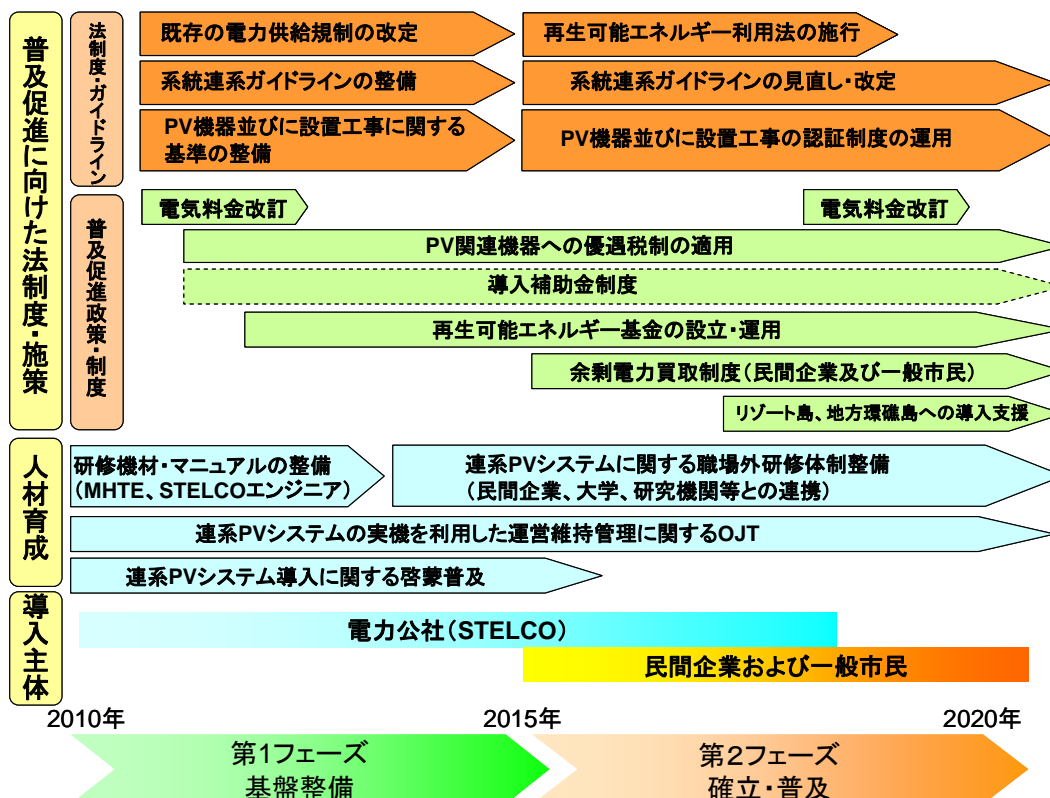 普及促進に向けた法制度・施策
法制度・ガイドライン
既存の電力供給規制の改定
再生可能エネルギー利用法の施行
系統連系ガイドラインの整備
系統連系ガイドラインの見直し・改定
PV機器並びに設置工事に関する
基準の整備
PV機器並びに設置工事の認証制度の運用
普及促進政策・制度
電気料金改訂
電気料金改訂
PV関連機器への優遇税制の適用
導入補助金制度
再生可能エネルギー基金の設立・運用
余剰電力買取制度(民間企業及び一般市民)
リゾート島、地方環礁島への導入支援
人材育成
研修機材・マニュアルの整備
(MHTE、STELCOエンジニア)
連系PVシステムに関する職場外研修体制整備
(民間企業、大学、研究機関等との連携)
連系PVシステムの実機を利用した運営維持管理に関するOJT
連系PVシステム導入に関する啓蒙普及
導入主体
電力公社(STELCO)
民間企業および一般市民
2010年
2015年
2020年
第1フェーズ
基盤整備
第2フェーズ
確立・普及